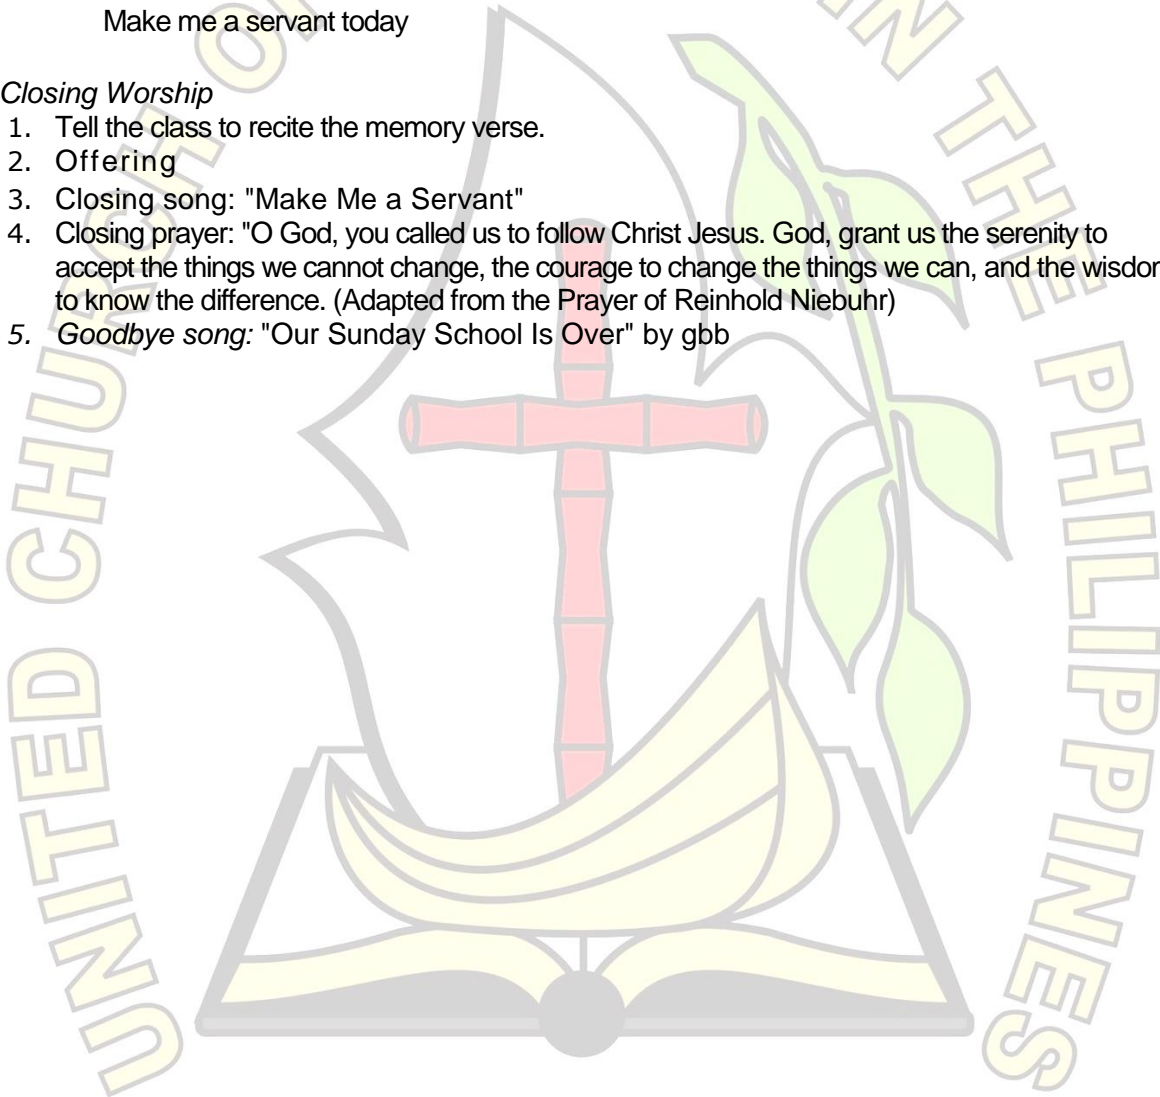 Make me a servant today
Closing Worship
1. Tell the class to recite the memory verse.
2. Offering
3. Closing song: "Make Me a Servant"
4. Closing prayer: "O God, you called us to follow Christ Jesus. God, grant us the serenity to
accept the things we cannot change, the courage to change the things we can, and the wisdom
to know the difference. (Adapted from the Prayer of Reinhold Niebuhr)
5. Goodbye song: "Our Sunday School Is Over" by gbb
UNITED CHURCH OF
IN THE PHILIPPINES